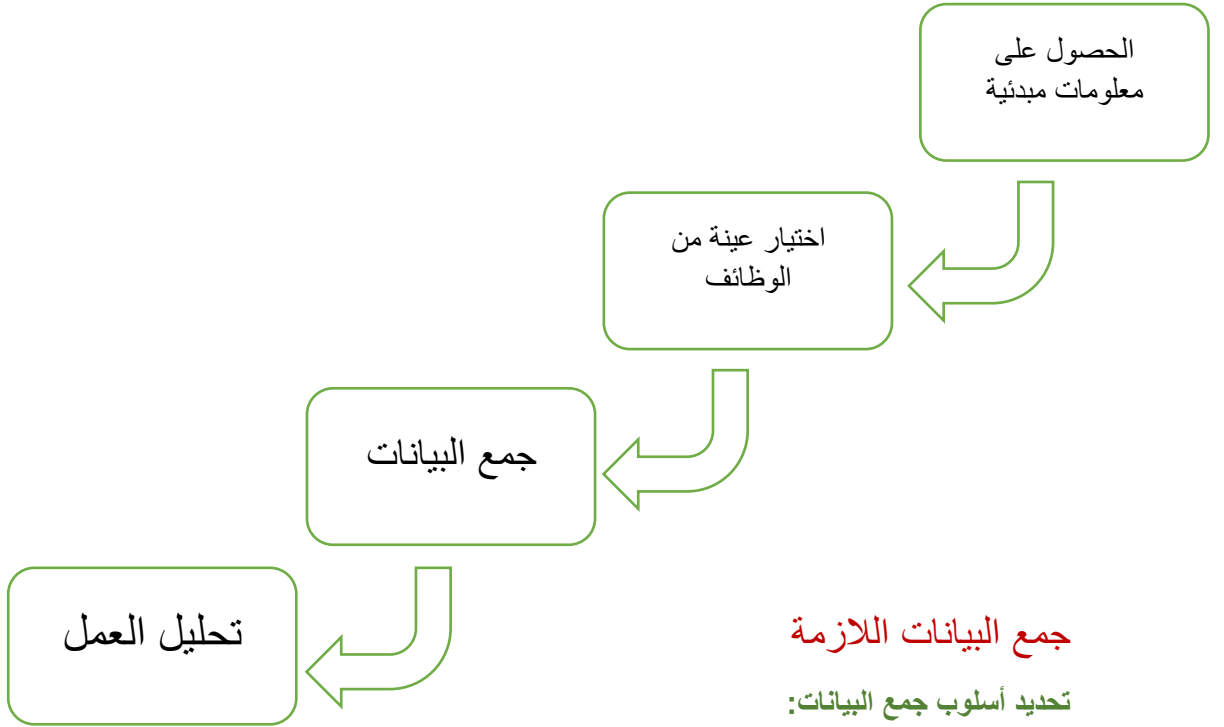 الحصول على
معلومات مبدئية
اختيار عينة من
الوظائف
جمع البيانات
تحليل العمل
جمع البيانات اللازمة
تحديد أسلوب جمع البيانات: